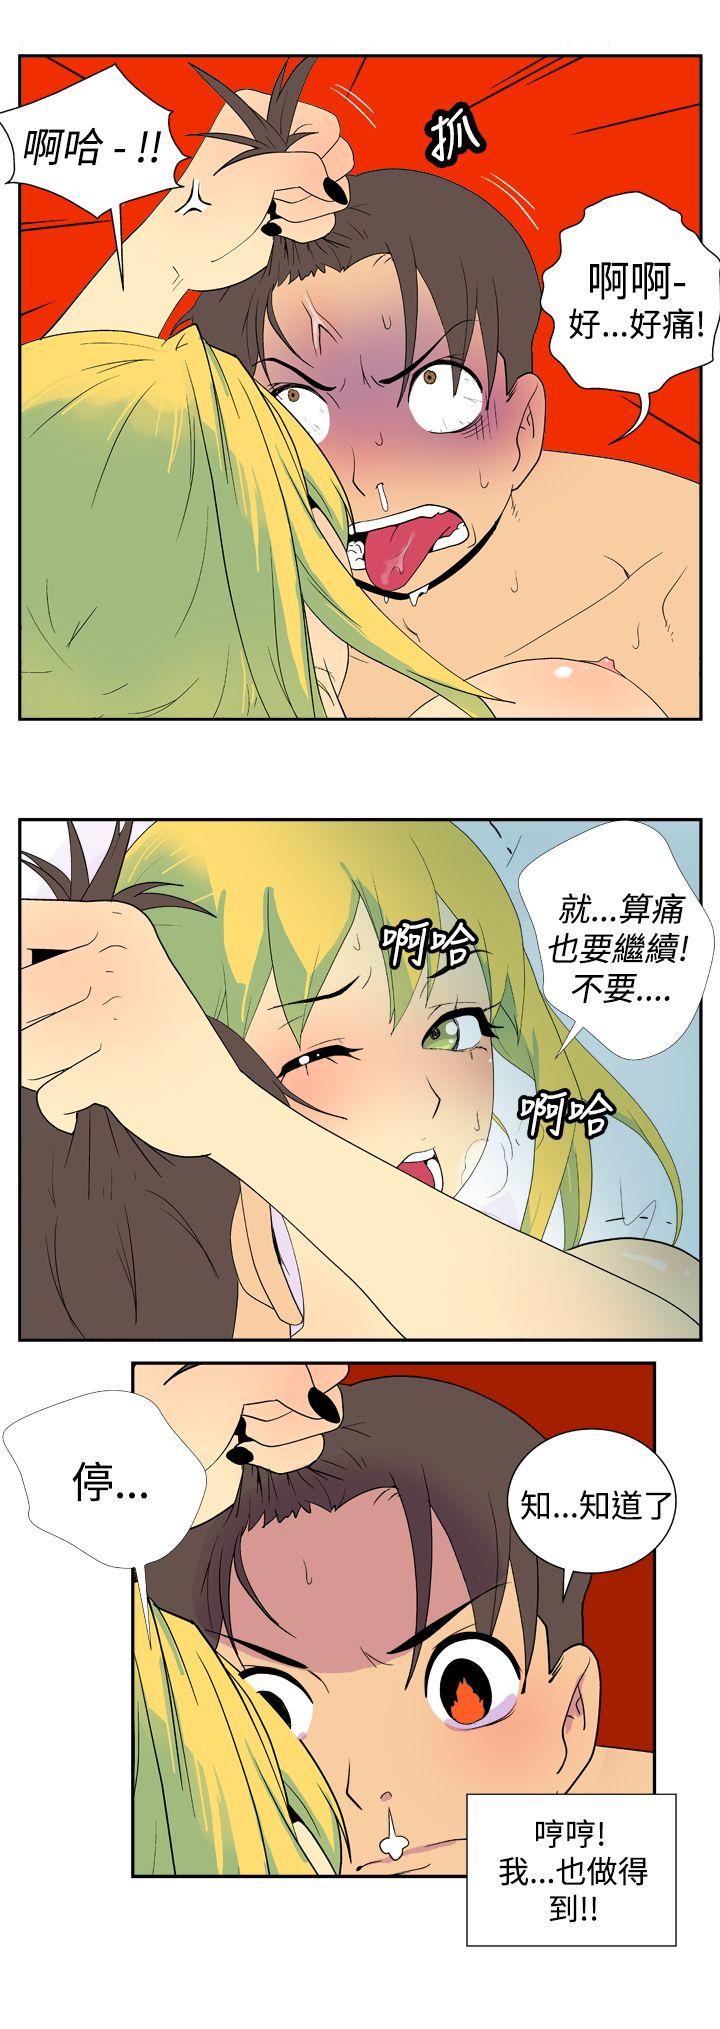 啊哈 - !!
抓
啊啊-
好...好痛!
就...算痛
也要繼續!
不要....
啊哈
啊哈
停...
知...知道了
哼哼!
我...也做得
到!!